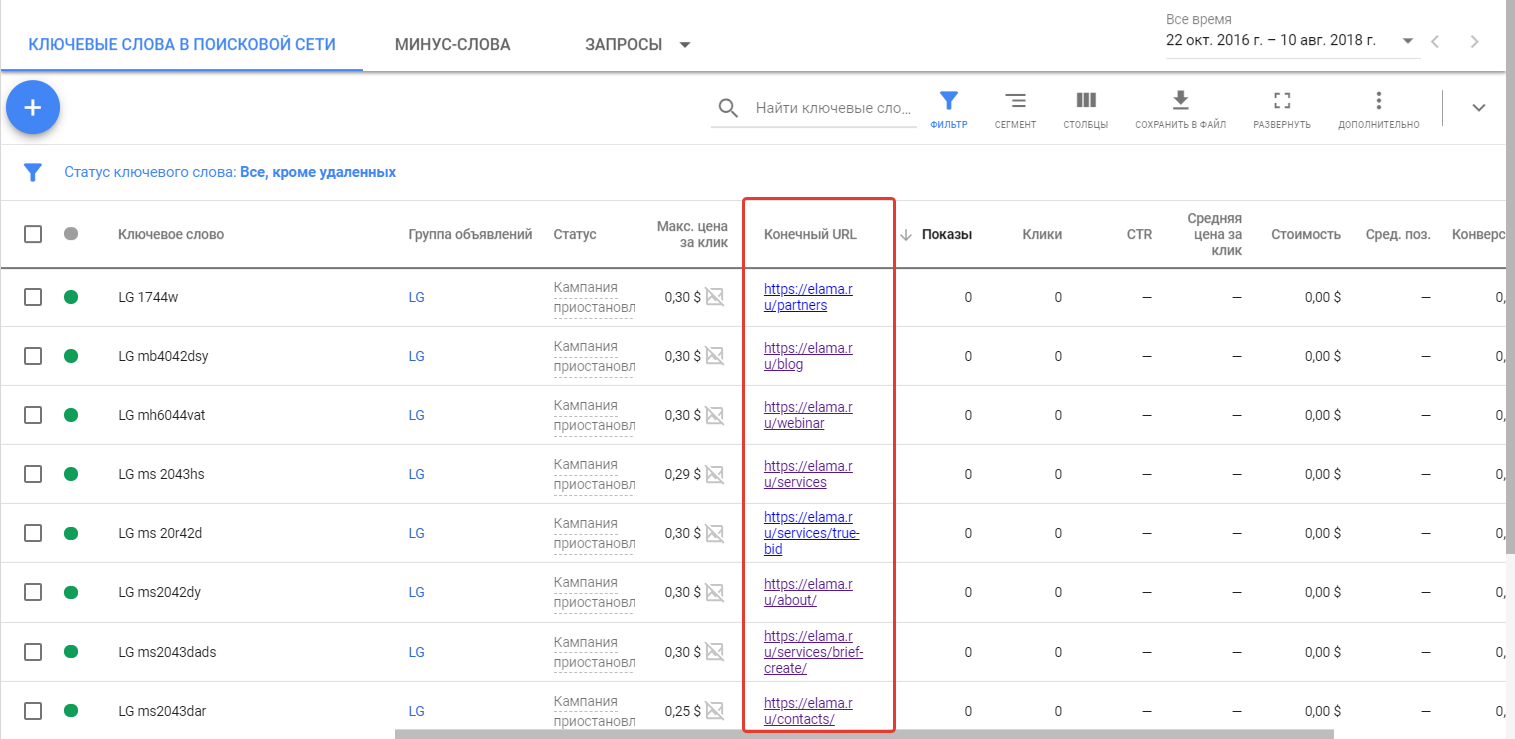 Все время
КЛЮЧЕВЫЕ СЛОВА В ПОИСКОВОЙ СЕТИ МИНУС-СЛОВА ЗАПРОСЫ 22 окт. 2016 г. – 10 авг. 2018 г.
Найти ключевые сло...
ФИЛЬТР СЕГМЕНТ СТОЛБЦЫ СОХРАНИТЬ В ФАЙЛ РАЗВЕРНУТЬ ДОПОЛНИТЕЛЬНО
Статус ключевого слова: Все, кроме удаленных
Ключевое слово
Группа объявлений
Статус
Макс. цена
за клик
Конечный URL
Показы
Клики
CTR
Средняя
цена за
клик
Стоимость
Сред. поз.
Конверс
LG 1744w
LG
Кампания
приостановл
0,30 $
https://elama.r
u/partners
0 0 — — 0,00 $ — 0,
LG mb4042dsy
LG
Кампания
приостановл
0,30 $
https://elama.r
u/blog
0 0 — — 0,00 $ — 0,
LG mh6044vat
LG
Кампания
приостановл
0,30 $
https://elama.r
u/webinar
0 0 — — 0,00 $ — 0,
LG ms 2043hs
LG
Кампания
приостановл
0,29 $
https://elama.r
u/services
0 0 — — 0,00 $ — 0,
LG ms 20r42d
LG
Кампания
приостановл
0,30 $
https://elama.r
u/services/true-
bid
0 0 — — 0,00 $ — 0,
LG ms2042dy
LG
Кампания
приостановл
0,30 $
https://elama.r
u/about/
0 0 — — 0,00 $ — 0,
LG ms2043dads
LG
Кампания
приостановл
0,30 $
https://elama.r
u/services/brief-
create/
0 0 — — 0,00 $ — 0,
LG ms2043dar
LG
Кампания
приостановл
0,25 $
https://elama.r
u/contacts/
0 0 — — 0,00 $ — 0,